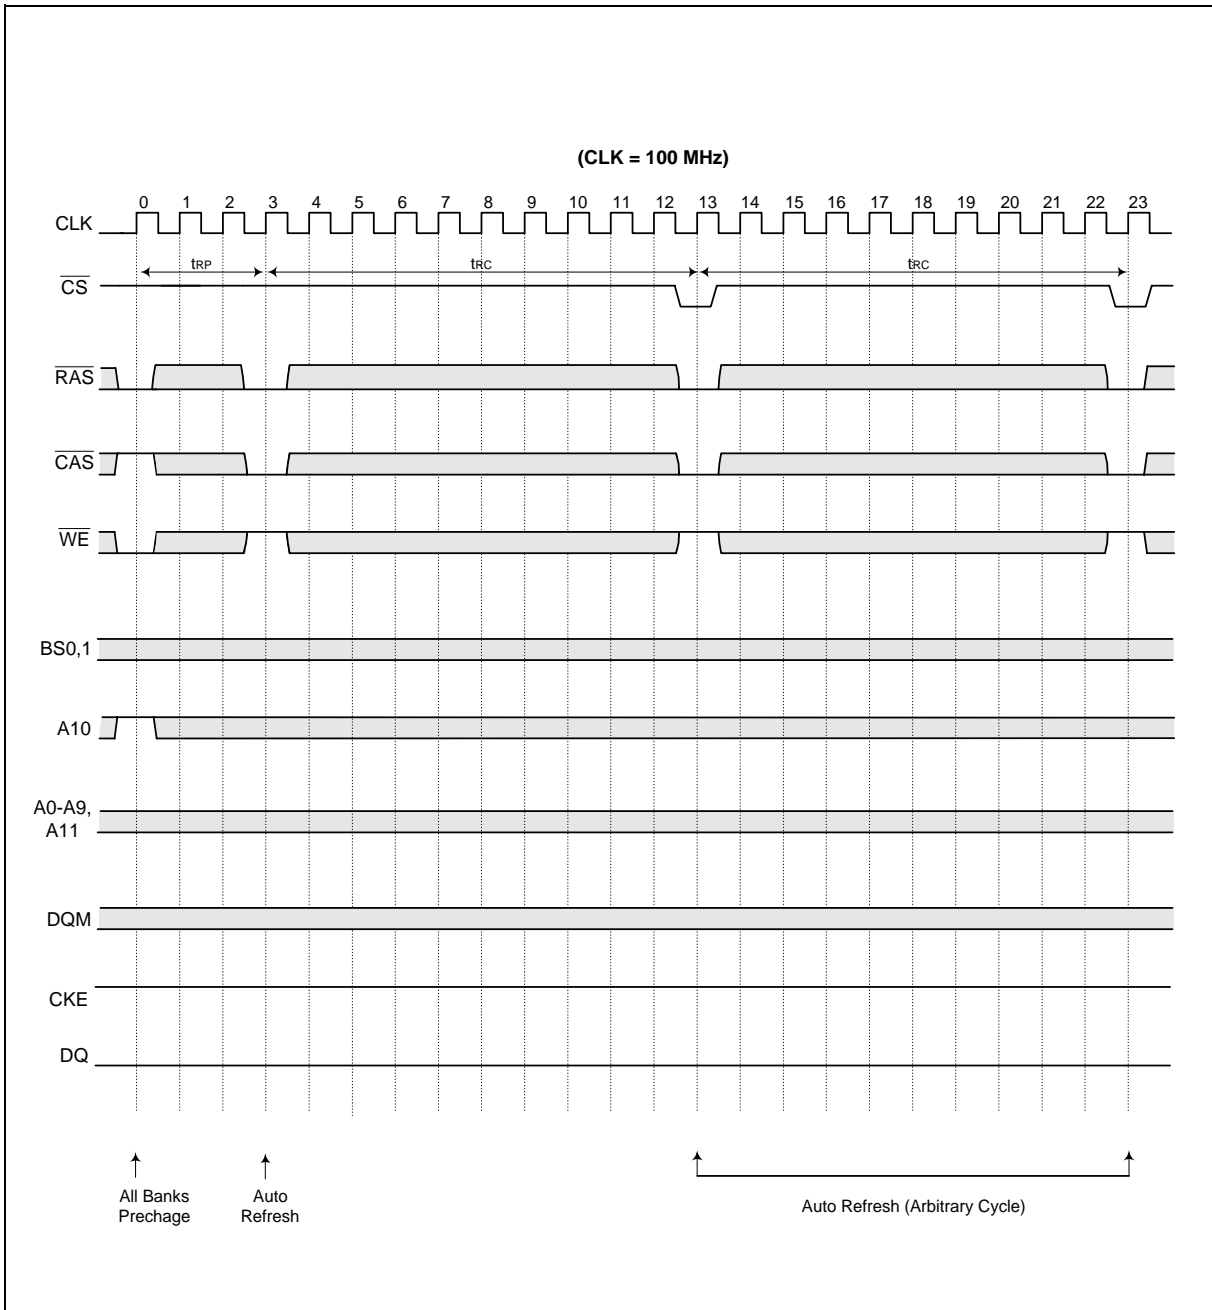 (CLK = 100 MHz)
0 1 2 3 4 5 6 7 8 9 10 11 12 13 14 15 16 17 18 19 20 21 22 23
CLK
tRP tRC tRC
CS
RAS
CAS
WE
BS0,1
A10
A0-A9,
A11
DQM
CKE
DQ
All Banks
Prechage
Auto
Refresh
Auto Refresh (Arbitrary Cycle)